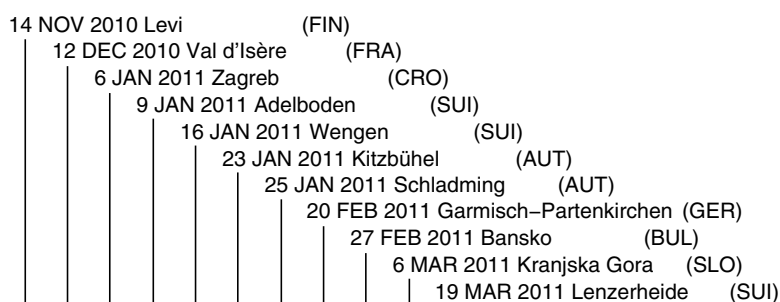 14 NOV 2010 Levi (FIN)
12 DEC 2010 Val d'Isère (FRA)
6 JAN 2011 Zagreb (CRO)
9 JAN 2011 Adelboden (SUI)
16 JAN 2011 Wengen (SUI)
23 JAN 2011 Kitzbühel (AUT)
25 JAN 2011 Schladming (AUT)
20 FEB 2011 Garmisch−Partenkirchen (GER)
27 FEB 2011 Bansko (BUL)
6 MAR 2011 Kranjska Gora (SLO)
19 MAR 2011 Lenzerheide (SUI)